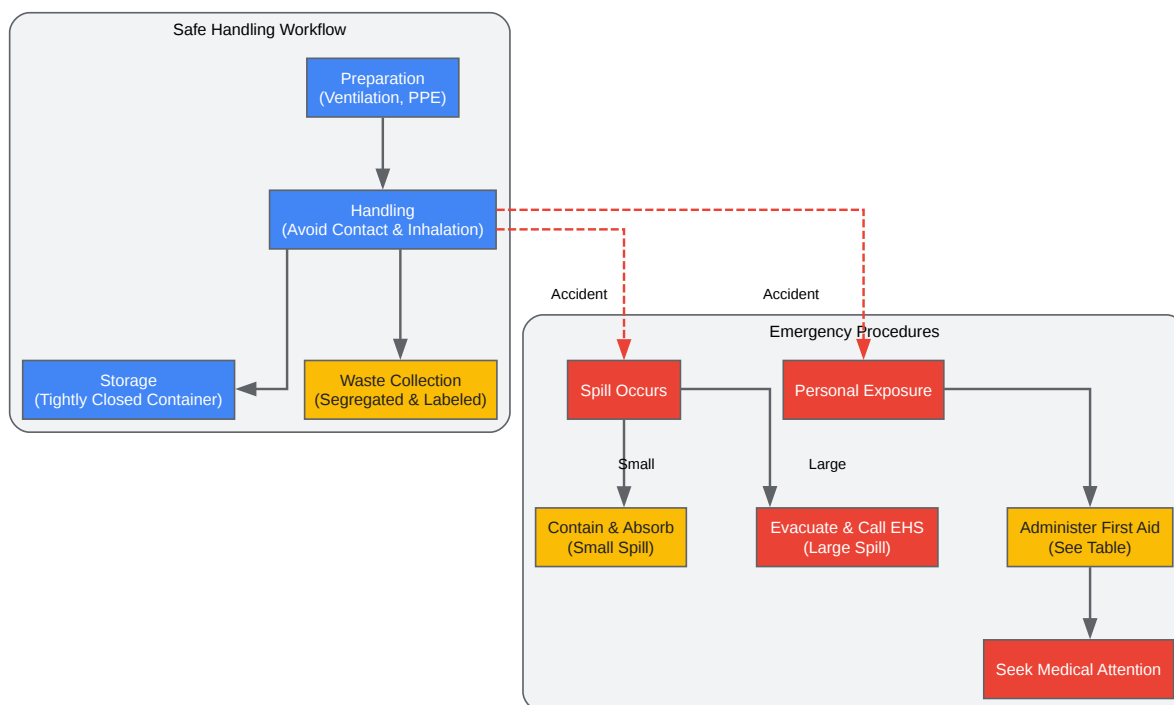 Safe Handling Workflow
Preparation
(Ventilation, PPE)
Handling
(Avoid Contact & Inhalation)
Storage
(Tightly Closed Container)
Waste Collection
(Segregated & Labeled)
Accident
Accident
Emergency Procedures
Spill Occurs
Personal Exposure
Small
Large
Contain & Absorb
(Small Spill)
Evacuate & Call EHS
(Large Spill)
Administer First Aid
(See Table)
Seek Medical Attention